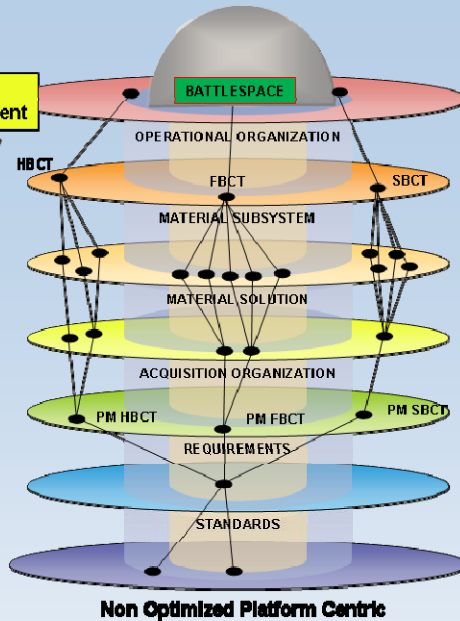 BATTLESPACE
ent
OPERATIONAL ORGANIZATION
HBCT
FBCT
SBCT
MATERIAL SUBSYSTEM
MATERIAL SOLUTION
ACQUISITION ORGANIZATION
PM HBCT
PM FBCT
PM SBCT
REQUIREMENTS
STANDARDS
Non Optimized Platform Centric